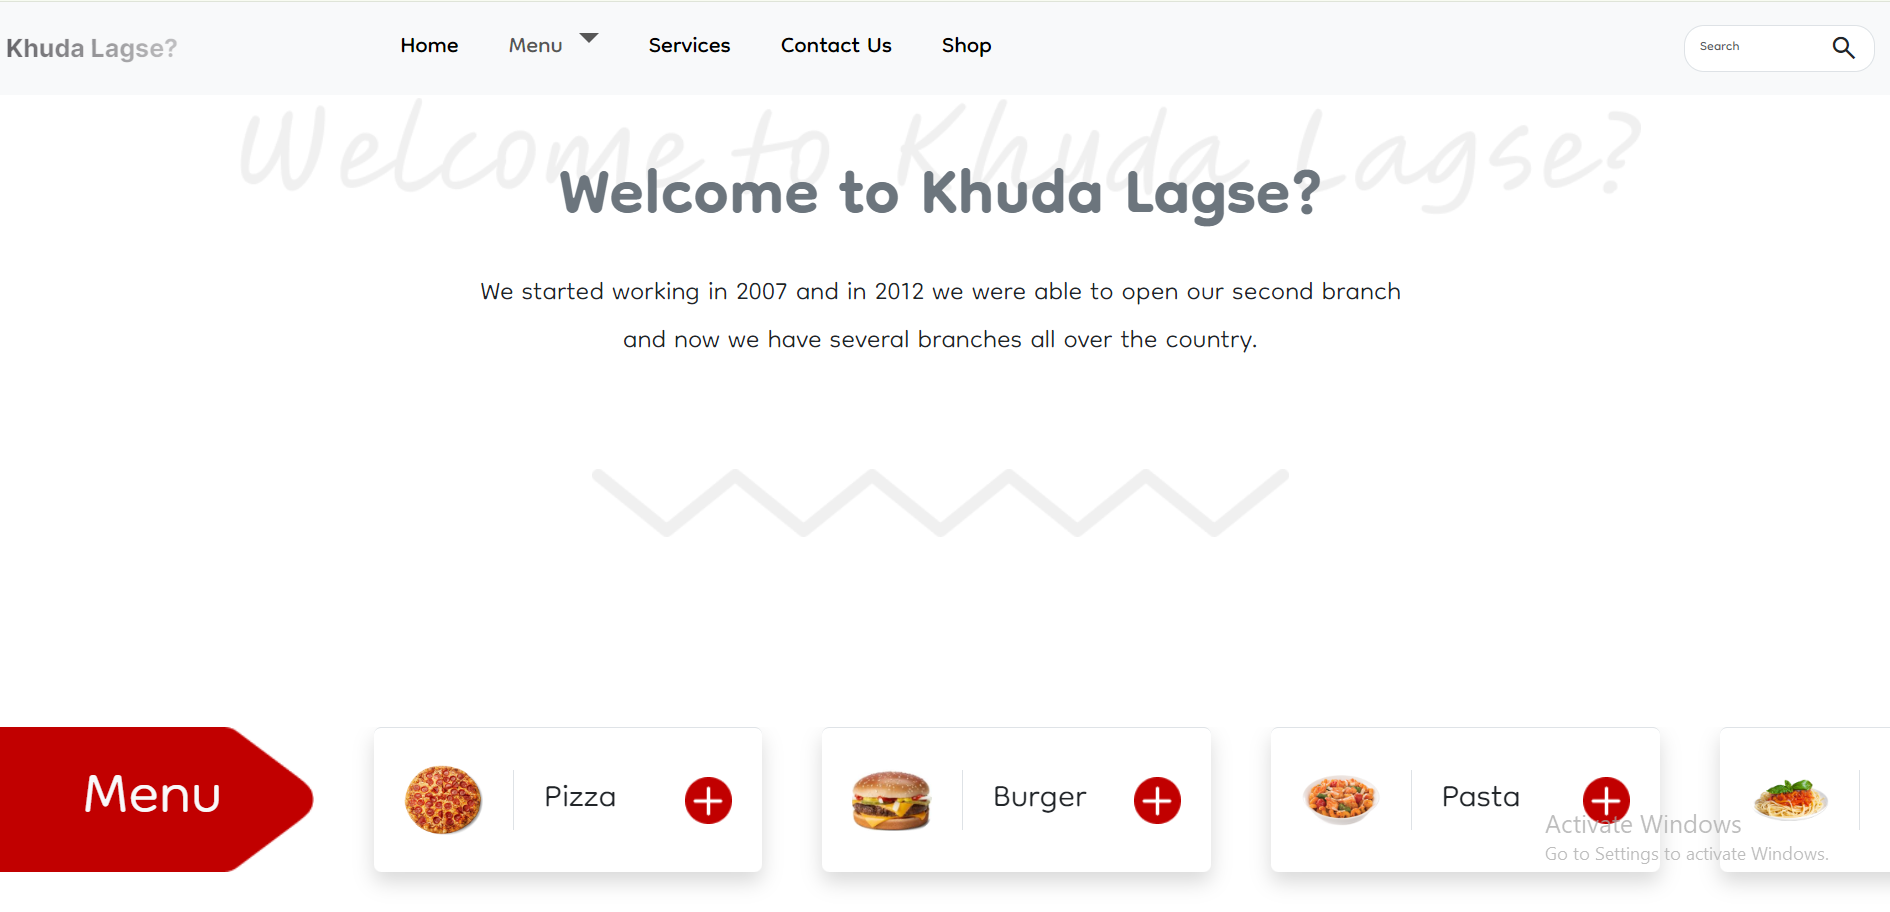 Khuda Lagse?
Home Menu Services Contact Us Shop
Search
Welcome to Khuda Lagse?
Welcome to Khuda Lagse?
We started working in 2007 and in 2012 we were able to open our second branch
and now we have several branches all over the country.
Menu
Pizza
Burger
Pasta
Activate Windows
Go to Settings to activate Windows.